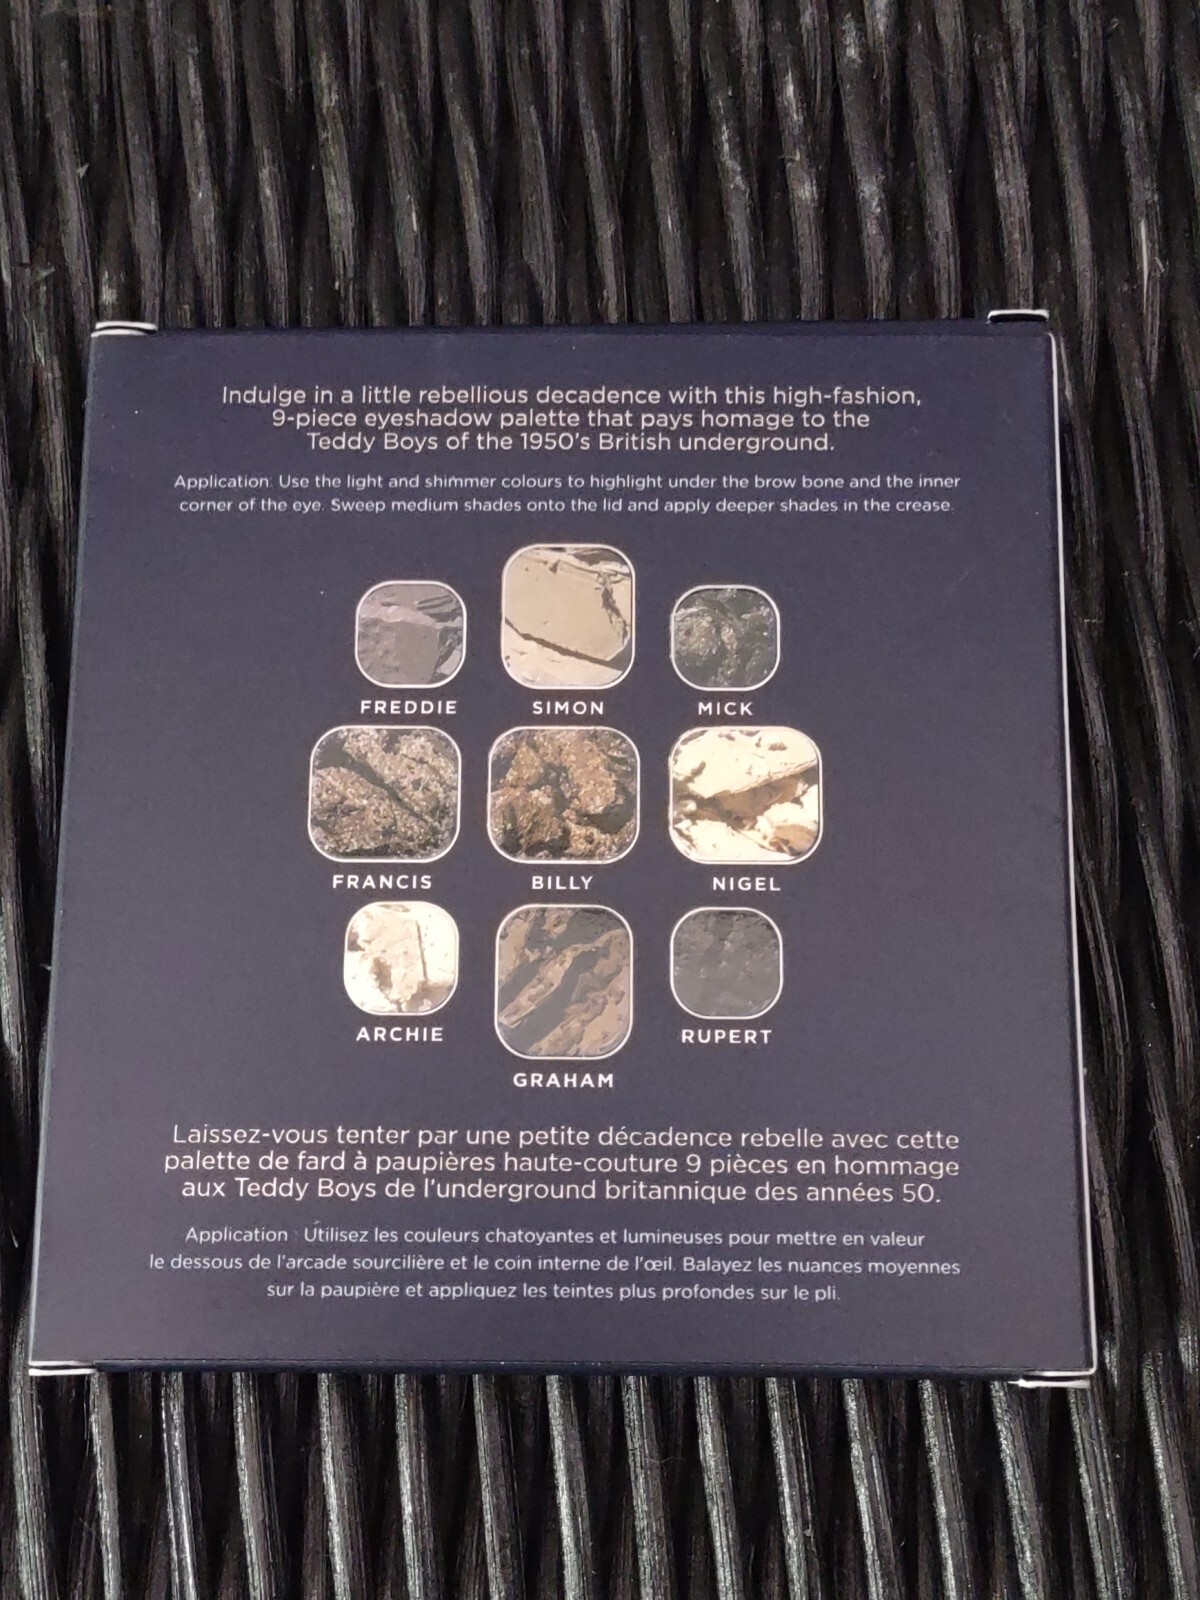 Indulge in a little rebellious decadence with this high-fashion,
9-piece eyeshadow palette that pays homage to the
Teddy Boys of the 1950's British underground.
Application: Use the light and shimmer colours to highlight under the brow bone and the inner
corner of the eye. Sweep medium shades onto the lid and apply deeper shades in the crease.
FREDDIE SIMON MICK
FRANCIS BILLY NIGEL
ARCHIE RUPERT
GRAHAM
Laissez-vous tenter par une petite décadence rebelle avec cette
palette de fard à paupières haute-couture 9 pièces en hommage
aux Teddy Boys de l'underground britannique des années 50.
Application : Utilisez les couleurs chatoyantes et lumineuses pour mettre en valeur
le dessous de l'arcade sourcilière et le coin interne de l'œil. Balayez les nuances moyennes
sur la paupière et appliquez les teintes plus profondes sur le pli.